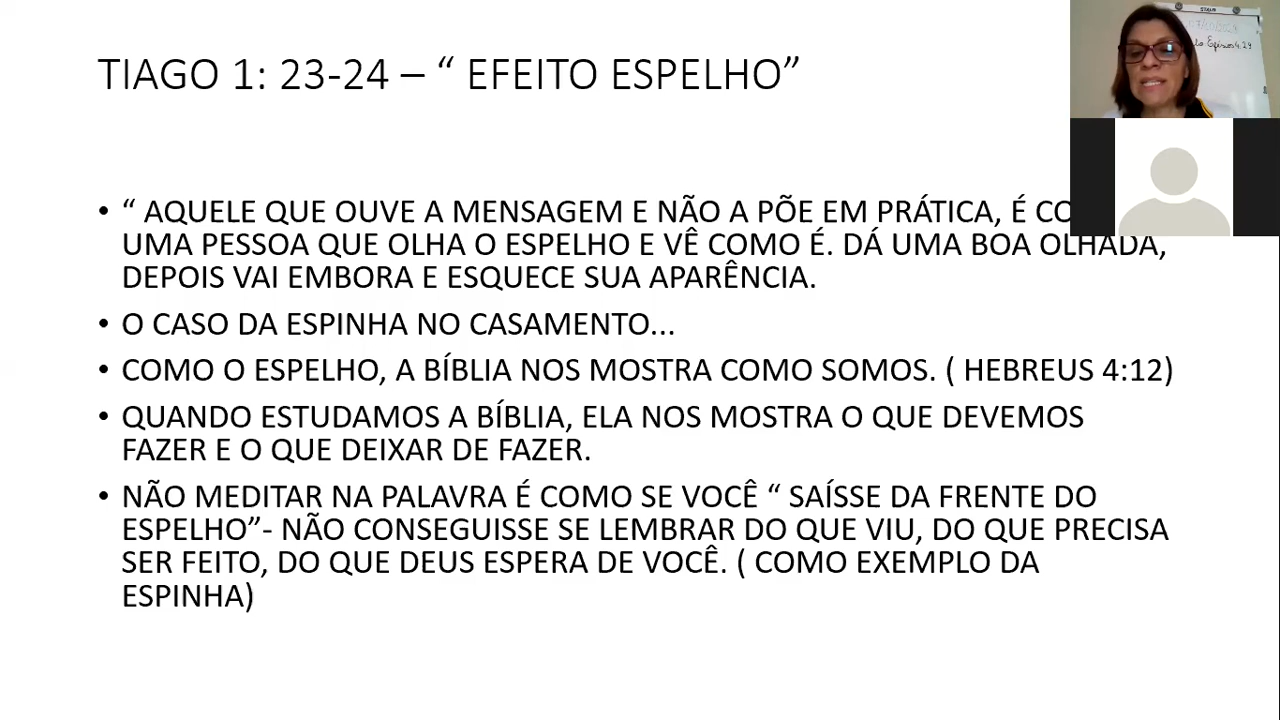 TIAGO 1: 23-24 – “ EFEITO ESPELHO”
• “ AQUELE QUE OUVE A MENSAGEM E NÃO A PÕE EM PRÁTICA, É CO
UMA PESSOA QUE OLHA O ESPELHO E VÊ COMO É. DÁ UMA BOA OLHADA,
DEPOIS VAI EMBORA E ESQUECE SUA APARÊNCIA.
• O CASO DA ESPINHA NO CASAMENTO...
• COMO O ESPELHO, A BÍBLIA NOS MOSTRA COMO SOMOS. ( HEBREUS 4:12)
• QUANDO ESTUDAMOS A BÍBLIA, ELA NOS MOSTRA O QUE DEVEMOS
FAZER E O QUE DEIXAR DE FAZER.
• NÃO MEDITAR NA PALAVRA É COMO SE VOCÊ “ SAÍSSE DA FRENTE DO
ESPELHO”- NÃO CONSEGUISSE SE LEMBRAR DO QUE VIU, DO QUE PRECISA
SER FEITO, DO QUE DEUS ESPERA DE VOCÊ. ( COMO EXEMPLO DA
ESPINHA)